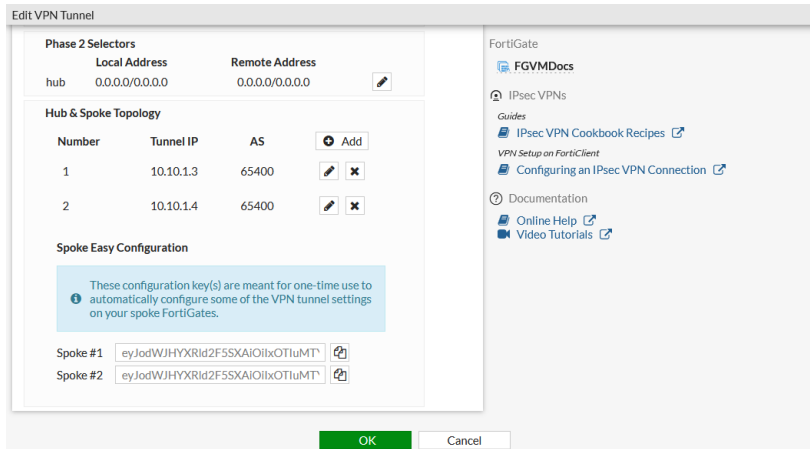 Edit VPN Tunnel
Phase 2 Selectors
Local Address Remote Address
hub 0.0.0.0/0.0.0.0 0.0.0.0/0.0.0.0
Hub & Spoke Topology
Number Tunnel IP AS Add
1 10.10.1.3 65400
2 10.10.1.4 65400
Spoke Easy Configuration
These configuration key(s) are meant for one-time use to
automatically configure some of the VPN tunnel settings
on your spoke FortiGates.
Spoke #1
Spoke #2
OK Cancel
FortiGate
FGVMDocs
IPsec VPNs
Guides
IPsec VPN Cookbook Recipes
VPN Setup on FortiClient
Configuring an IPsec VPN Connection
Documentation
Online Help
Video Tutorials